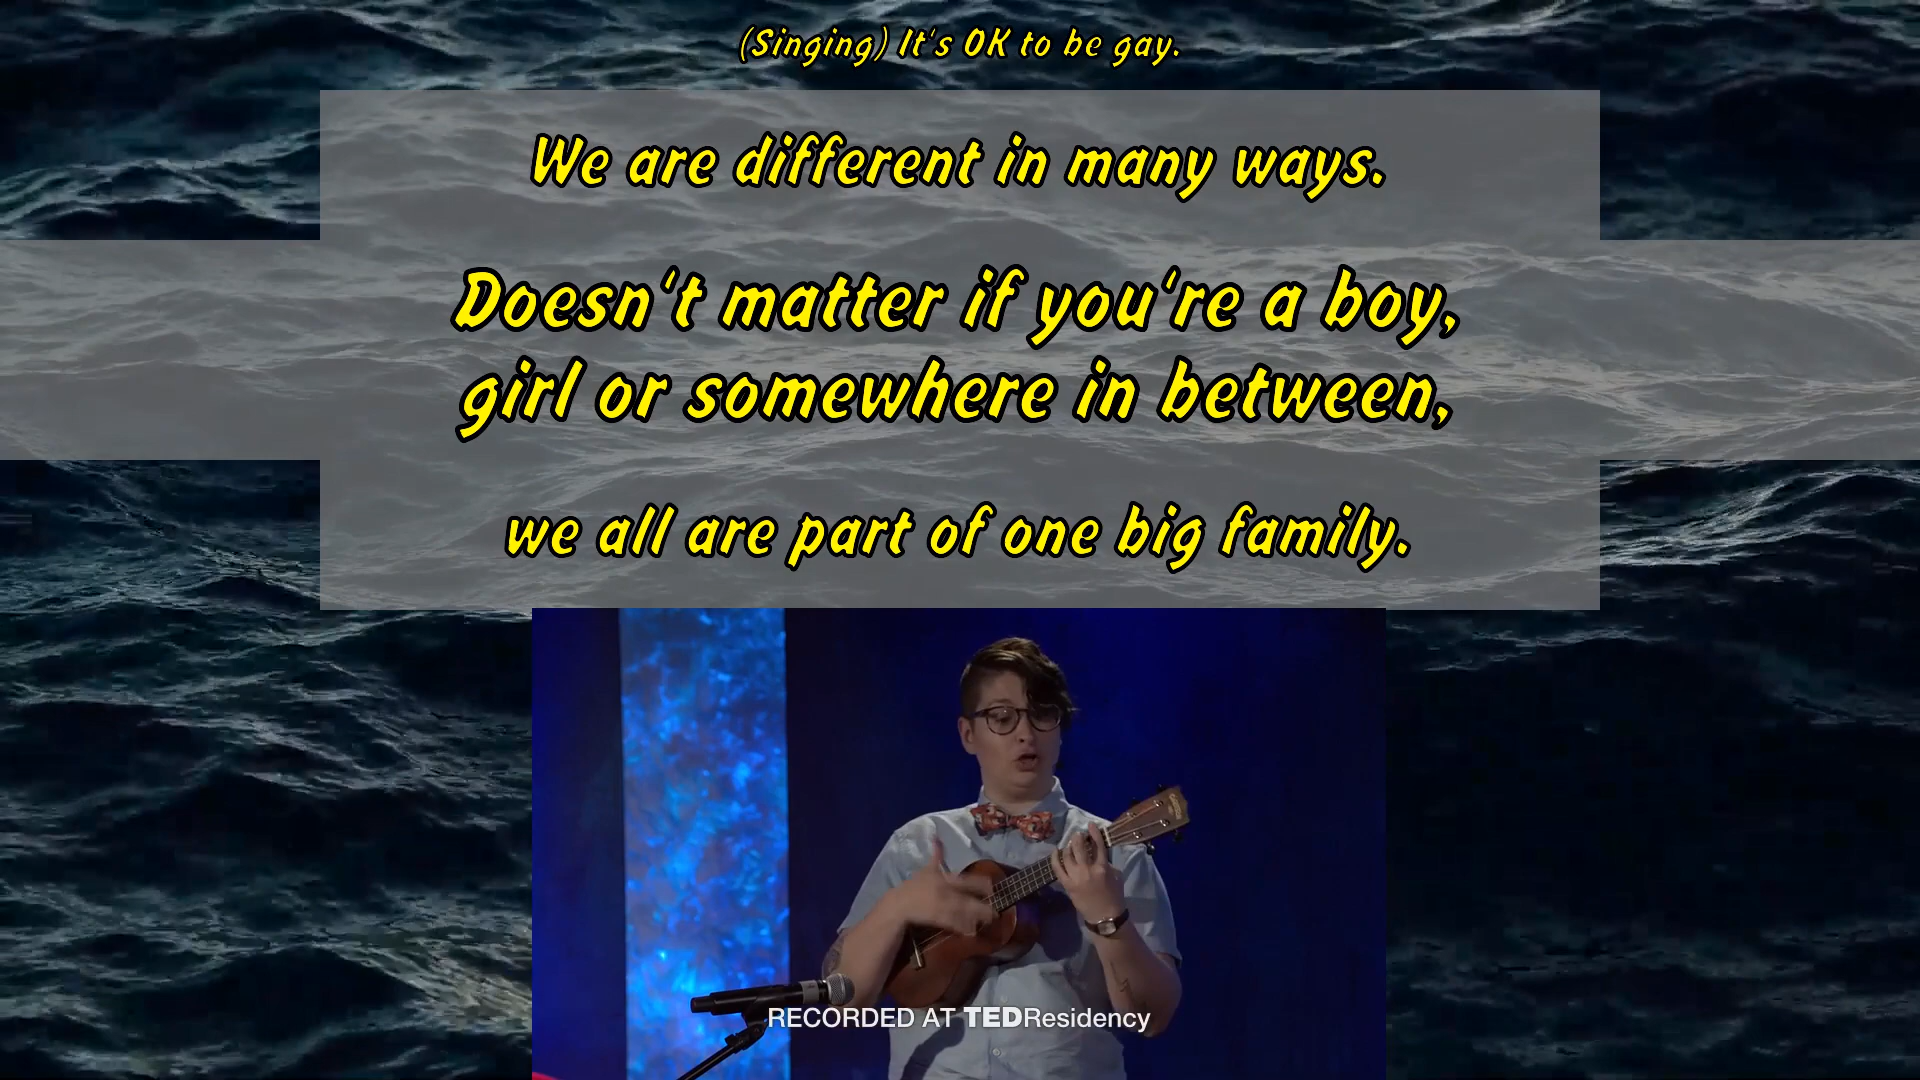 (Singing) It's OK to be gay.
We are different in many ways.
Doesn't matter if you're a boy,
girl or somewhere in between,
we all are part of one big family.
RECORDED AT TEDResidency